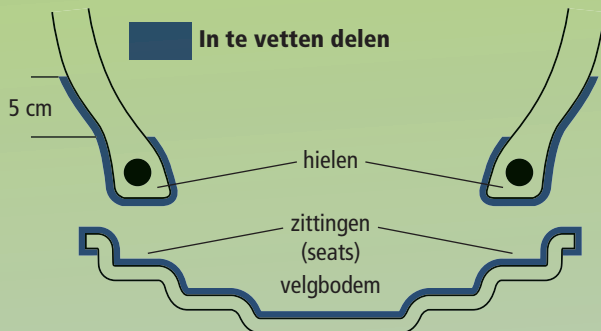 In te vetten delen
5 cm
hielen
zittingen
(seats)
velgbodem